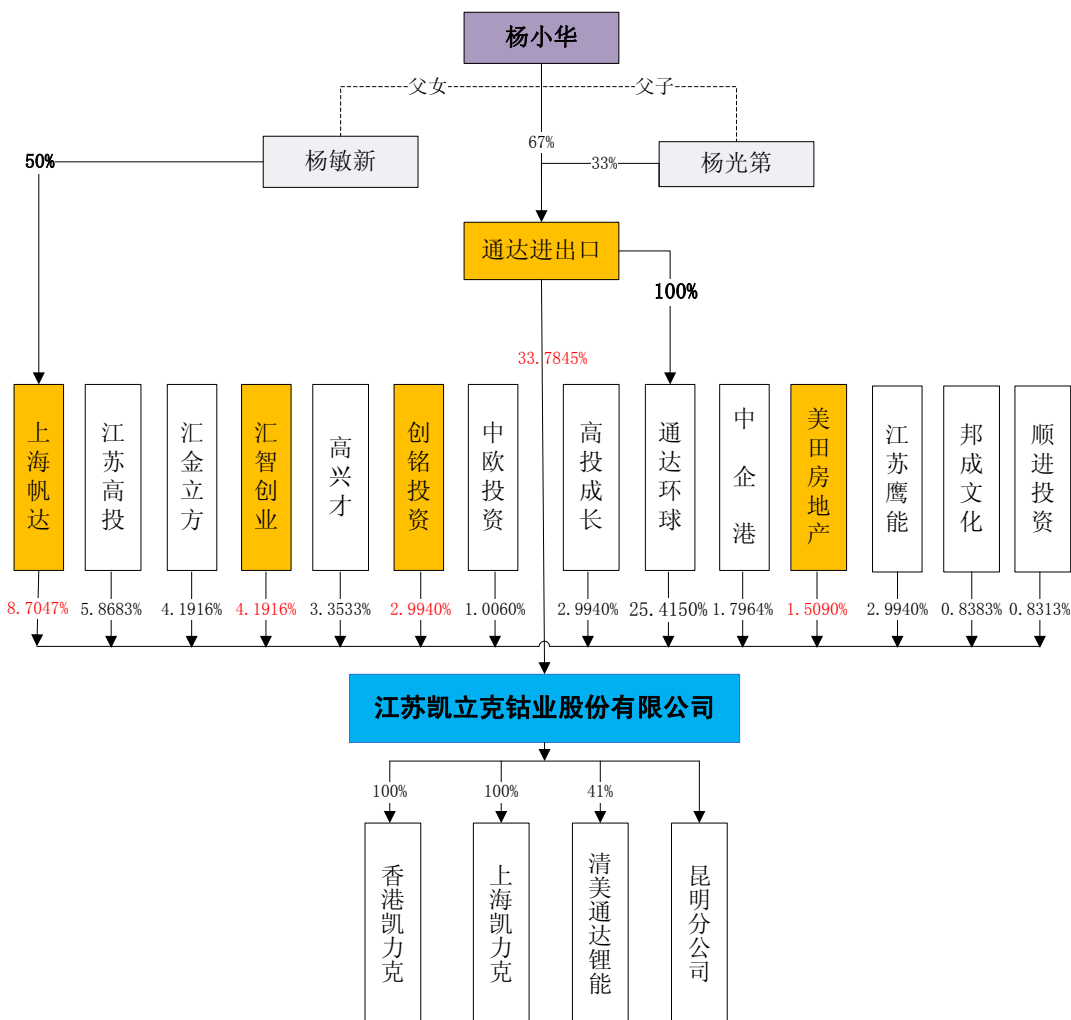 杨小华
父女
父子
67%
50%
杨敏新
33%
杨光第
通达进出口
100%
33.7845%
上海帆达
江苏高投
汇金立方
汇智创业
高兴才
创铭投资
中欧投资
高投成长
通达环球
中企港
美田房地产
江苏鹰能
邦成文化
顺进投资
8.7047%
5.8683%
4.1916%
4.1916%
3.3533%
2.9940%
1.0060%
2.9940%
25.4150%
1.7964%
1.5090%
2.9940%
0.8383%
0.8313%
江苏凯立克钴业股份有限公司
100%
100%
41%
香港凯力克
上海凯力克
清美通达锂能
昆明分公司